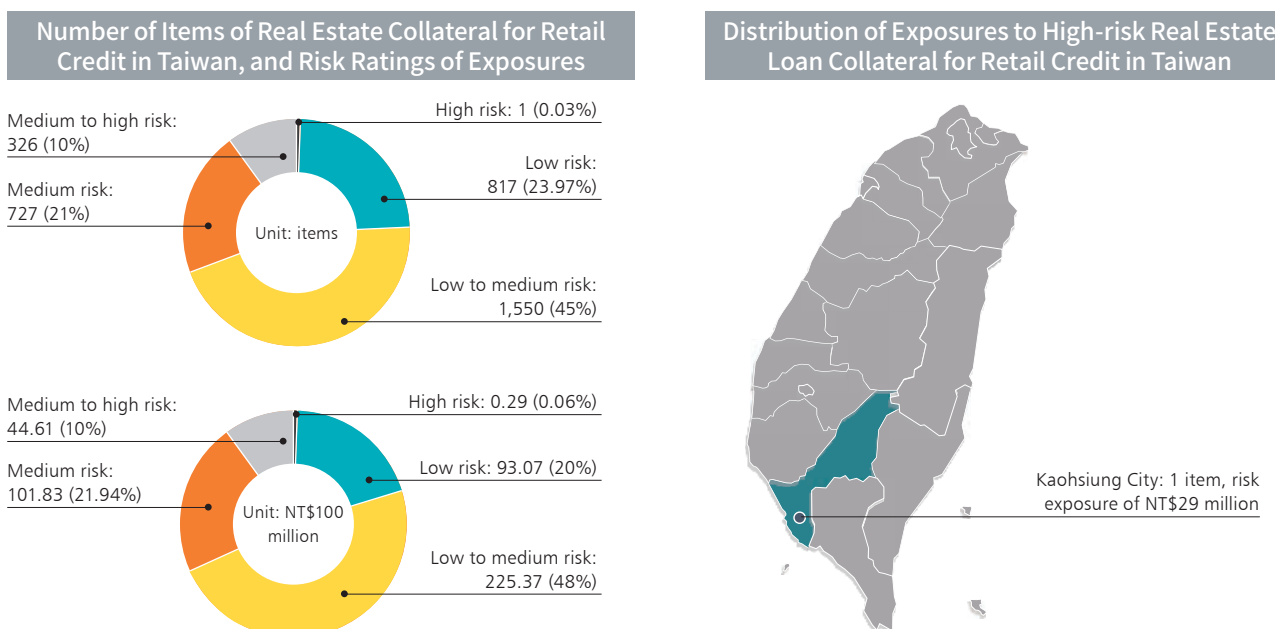 Number of Items of Real Estate Collateral for Retail
Credit in Taiwan, and Risk Ratings of Exposures
High risk: 1 (0.03%)
Medium to high risk:
326 (10%)
Low risk:
817 (23.97%)
Medium risk:
727 (21%)
Unit: items
Low to medium risk:
1,550 (45%)
High risk: 0.29 (0.06%)
Medium to high risk:
44.61 (10%)
Low risk: 93.07 (20%)
Medium risk:
101.83 (21.94%)
Unit: NT$100
million
Low to medium risk:
225.37 (48%)
Distribution of Exposures to High-risk Real Estate
Loan Collateral for Retail Credit in Taiwan
Kaohsiung City: 1 item, risk
exposure of NT$29 million